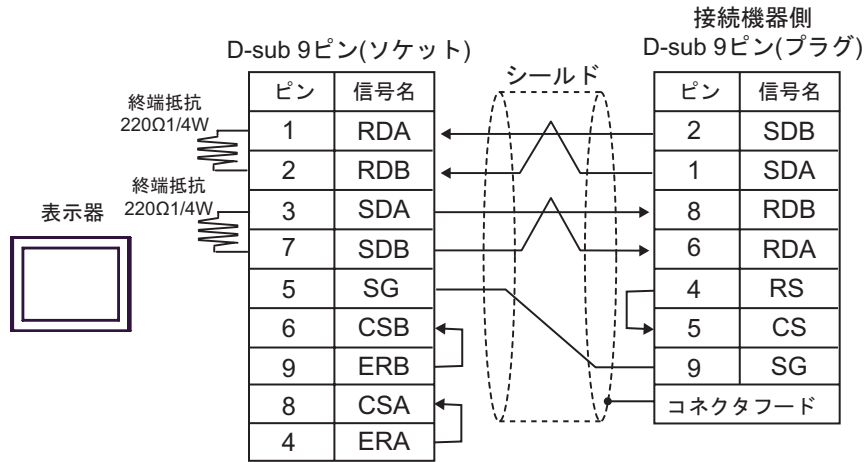 接続機器側
D-sub 9ピン(ソケット)
D-sub 9ピン(プラグ)
シールド
終端抵抗
220Ω1/4W
終端抵抗
220Ω1/4W
表示器
ピン 信号名
1 RDA
2 RDB
3 SDA
7 SDB
5 SG
6 CSB
9 ERB
8 CSA
4 ERA
ピン 信号名
2 SDB
1 SDA
8 RDB
6 RDA
4 RS
5 CS
9 SG
コネクタフード